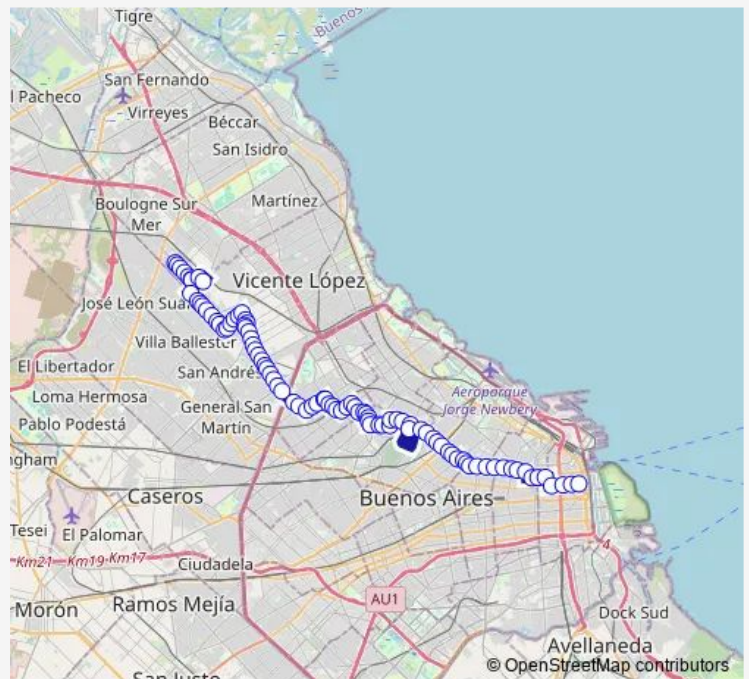 Tigre
Buenos
San Fernando
l Pacheco
Virreyes
Béccar
San Isidro
Boulogne Sur
Mer
Martínez
Vicente López
José León Sua
Villa Ballester
El Libertador
San Andrés
Loma Hermosa
Aeroparque
Jorge Newbery
General San
Martín
Pablo Podestá
ngham
Caseros
Buenos Aires
Tesei
El Palomar
Km21 Km19 Km17
Ciudadela
4
Morón
Ramos Mejía
AU1
Dock Sud
Avellaneda
San Justo
© OpenStreetMap contributors